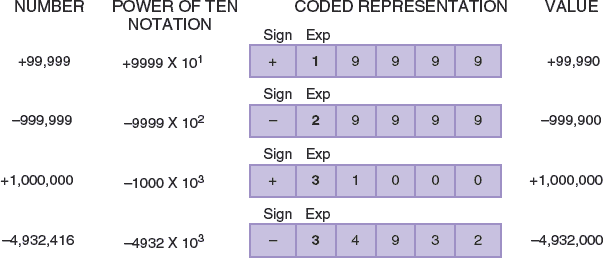 NUMBER POWER OF TEN NOTATION CODED REPRESENTATION VALUE
Sign Exp
+99,999 +9999 X 10¹ + 1 9 9 9 9 +99,990
Sign Exp
–999,999 –9999 X 10² – 2 9 9 9 9 –999,900
Sign Exp
+1,000,000 –1000 X 10³ + 3 1 0 0 0 +1,000,000
Sign Exp
–4,932,416 –4932 X 10³ – 3 4 9 3 2 –4,932,000